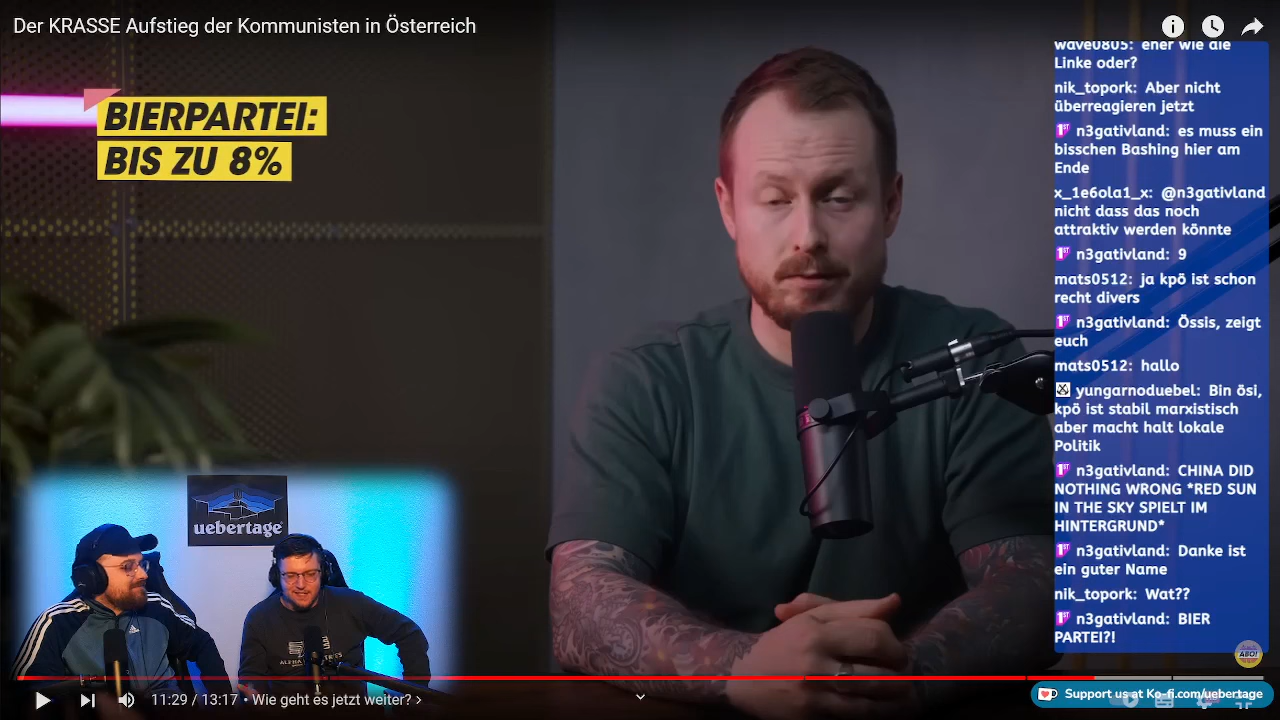 Der KRASSE Aufstieg der Kommunisten in Österreich
BIERPARTEI:
BIS ZU 8%
wave0805: eher wie die
Linke oder?
nik_topork: Aber nicht
überreagieren jetzt
n3gativland: es muss ein
bisschen Bashing hier am
Ende
x_1e6ola1_x: @n3gativland
nicht dass das noch
attraktiv werden könnte
n3gativland: 9
mats0512: ja kpö ist schon
recht divers
n3gativland: Össis, zeigt
euch
mats0512: hallo
yungarnoduebel: Bin ösi,
kpö ist stabil marxistisch
aber macht halt lokale
Politik
n3gativland: CHINA DID
NOTHING WRONG *RED SUN
IN THE SKY SPIELT IM
HINTERGRUND*
n3gativland: Danke ist
ein guter Name
nik_topork: Wat??
n3gativland: BIER
PARTEI?!
ABO!
uebertage
11:29 / 13:17 • Wie geht es jetzt weiter? ›
Support us at Ko-fi.com/uebertage